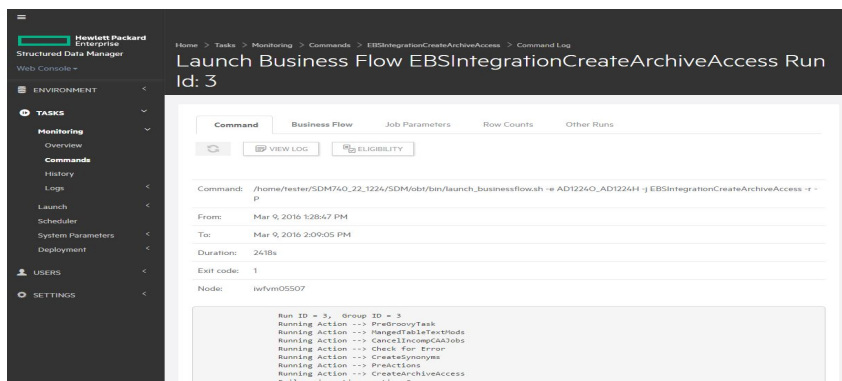 Hewlett Packard
Enterprise
Structured Data Manager
Web Console
ENVIRONMENT
TASKS
Monitoring
Overview
Commands
History
Logs
Launch
Scheduler
System Parameters
Deployment
USERS
SETTINGS
Home > Tasks > Monitoring > Commands > EBSIntegrationCreateArchiveAccess > Command Log
Launch Business Flow EBSIntegrationCreateArchiveAccess Run
Id: 3
Command Business Flow Job Parameters Row Counts Other Runs
VIEW LOG ELIGIBILITY
Command: /home/tester/SDM740_22_1224/SDM/obt/bin/launch_businessflow.sh -e AD1224O_AD1224H -j EBSIntegrationCreateArchiveAccess -r -
P
From: Mar 9, 2016 1:28:47 PM
To: Mar 9, 2016 2:09:05 PM
Duration: 2418s
Exit code: 1
Node: iwfvm05507
Run ID = 3, Group ID = 3
Running Action --> PreGroovyTask
Running Action --> MangedTableTextMods
Running Action --> CancelIncompCAAJobs
Running Action --> Check for Error
Running Action --> CreateSynonyms
Running Action --> PreActions
Running Action --> CreateArchiveAccess